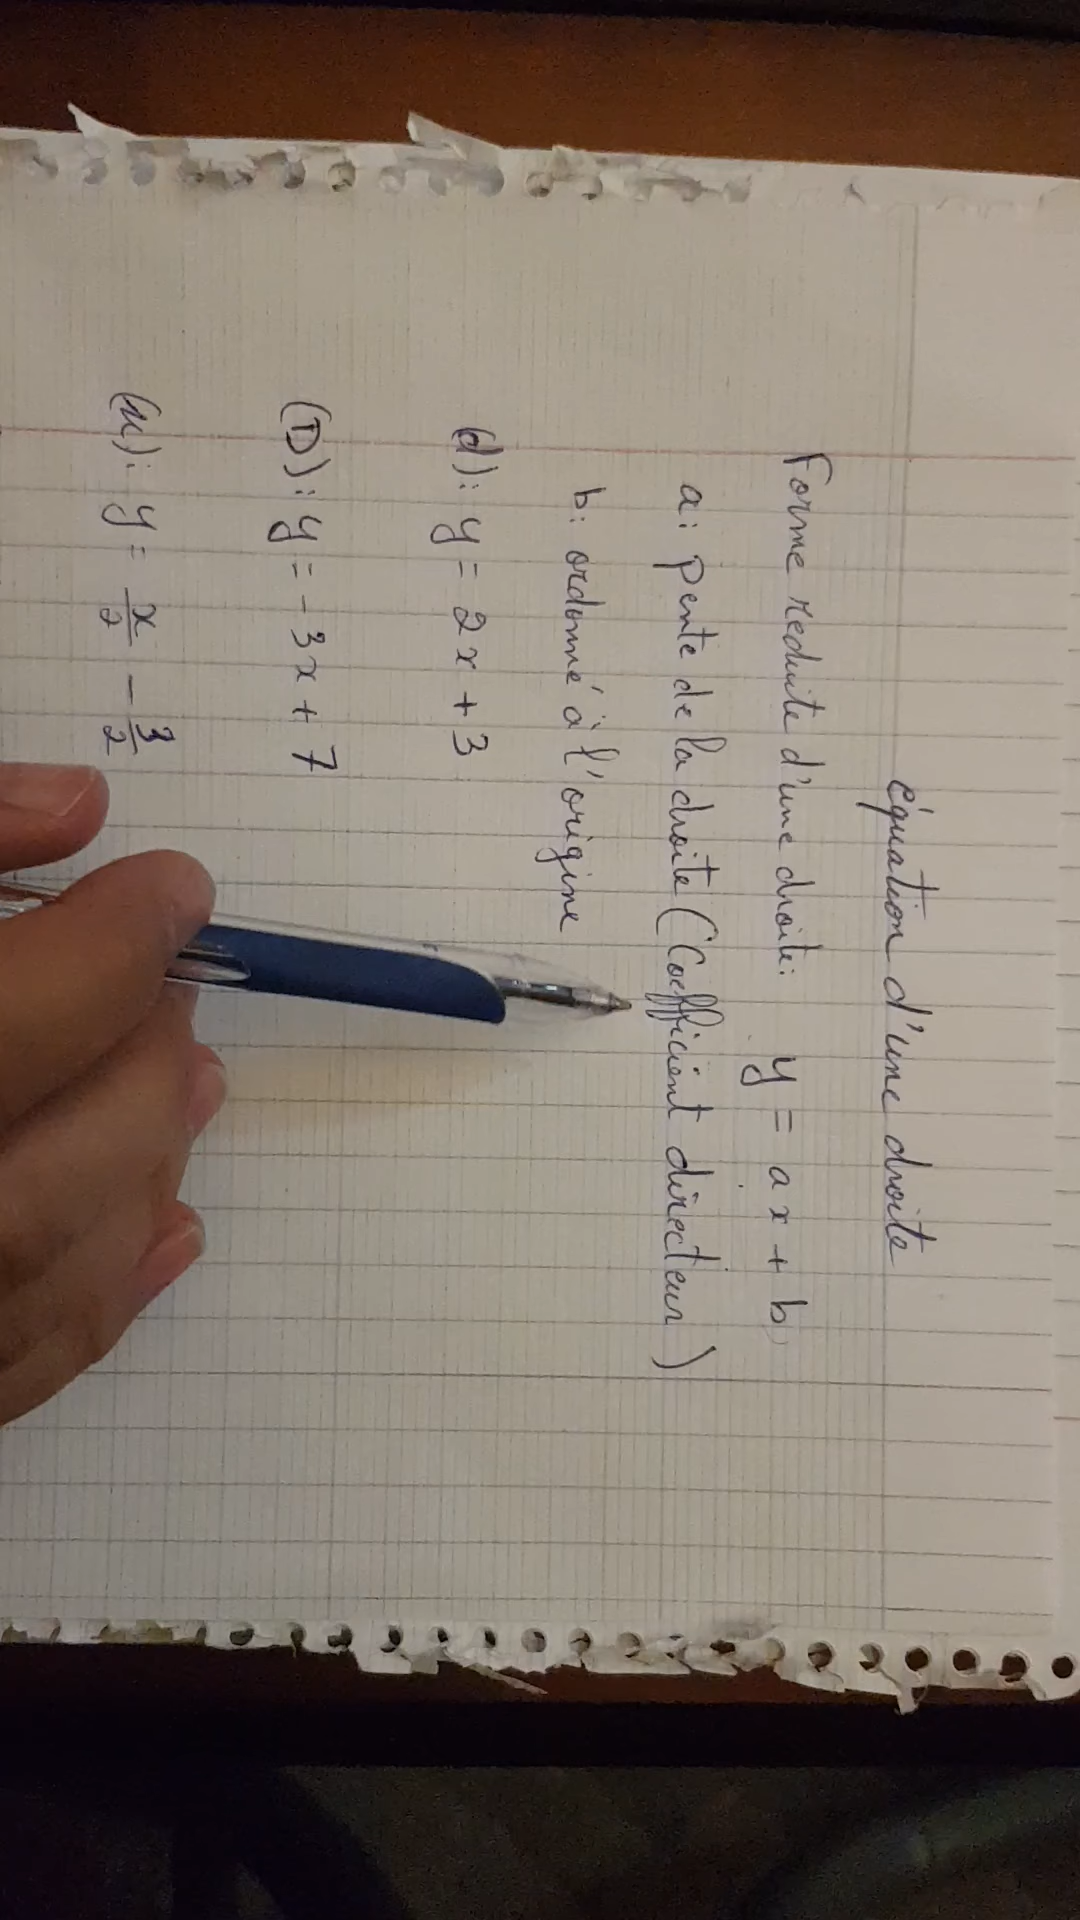 équation d'une droite
Forme reduite d'une droite: y = ax + b
a: pente de la droite (Coefficient directeur)
b: ordonné à l'origine
(d): y = 2x + 3
(D): y = -3x + 7
y = x/2 - 3/2